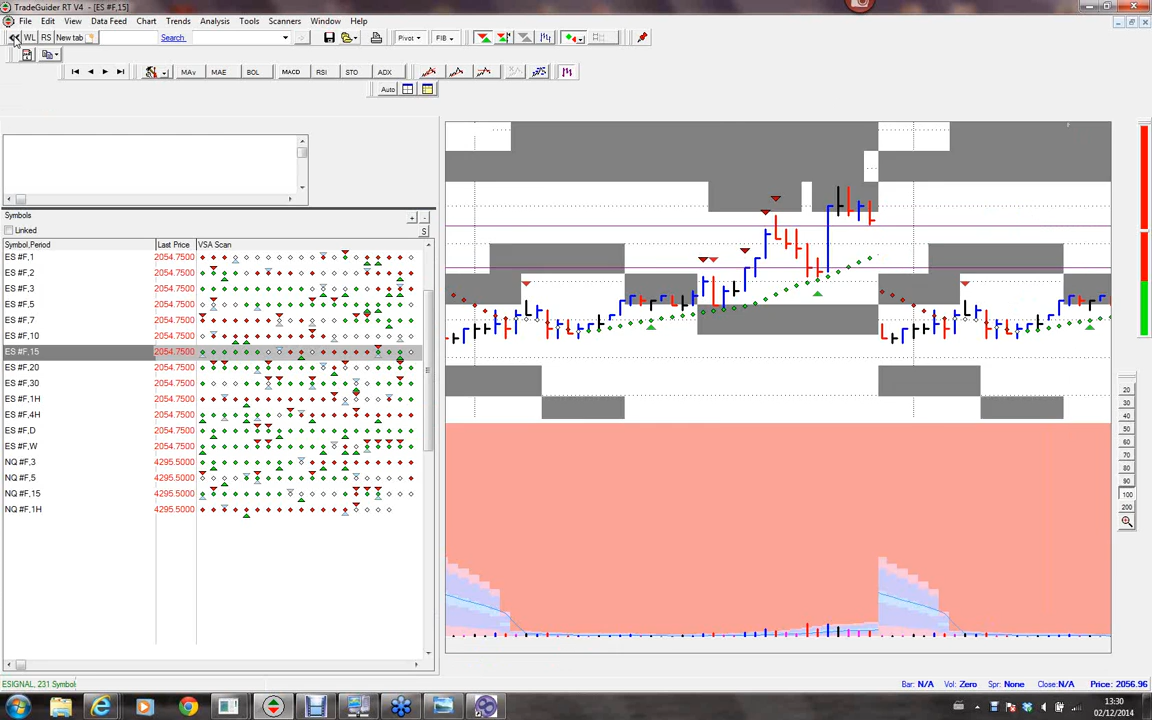 TradeGuider RT V4 - [ES #F,15]
File Edit View Data Feed Chart Trends Analysis Tools Scanners Window Help
WL RS New tab Search Pivot FIB
MAv MAE BOL MACD RSI STO ADX
Auto
Symbols
Linked
S
Symbol,Period Last Price VSA Scan
ES #F,1 2054.7500
ES #F,2 2054.7500
ES #F,3 2054.7500
ES #F,5 2054.7500
ES #F,7 2054.7500
ES #F,10 2054.7500
ES #F,15 2054.7500
ES #F,20 2054.7500
ES #F,30 2054.7500
ES #F,1H 2054.7500
ES #F,4H 2054.7500
ES #F,D 2054.7500
ES #F,W 2054.7500
NQ #F,3 4295.5000
NQ #F,5 4295.5000
NQ #F,15 4295.5000
NQ #F,1H 4295.5000
20
30
40
50
60
70
80
90
100
200
ESIGNAL, 231 Symbols
Bar: N/A Vol: Zero Spr: None Close:N/A Price: 2056.96
13:30
02/12/2014